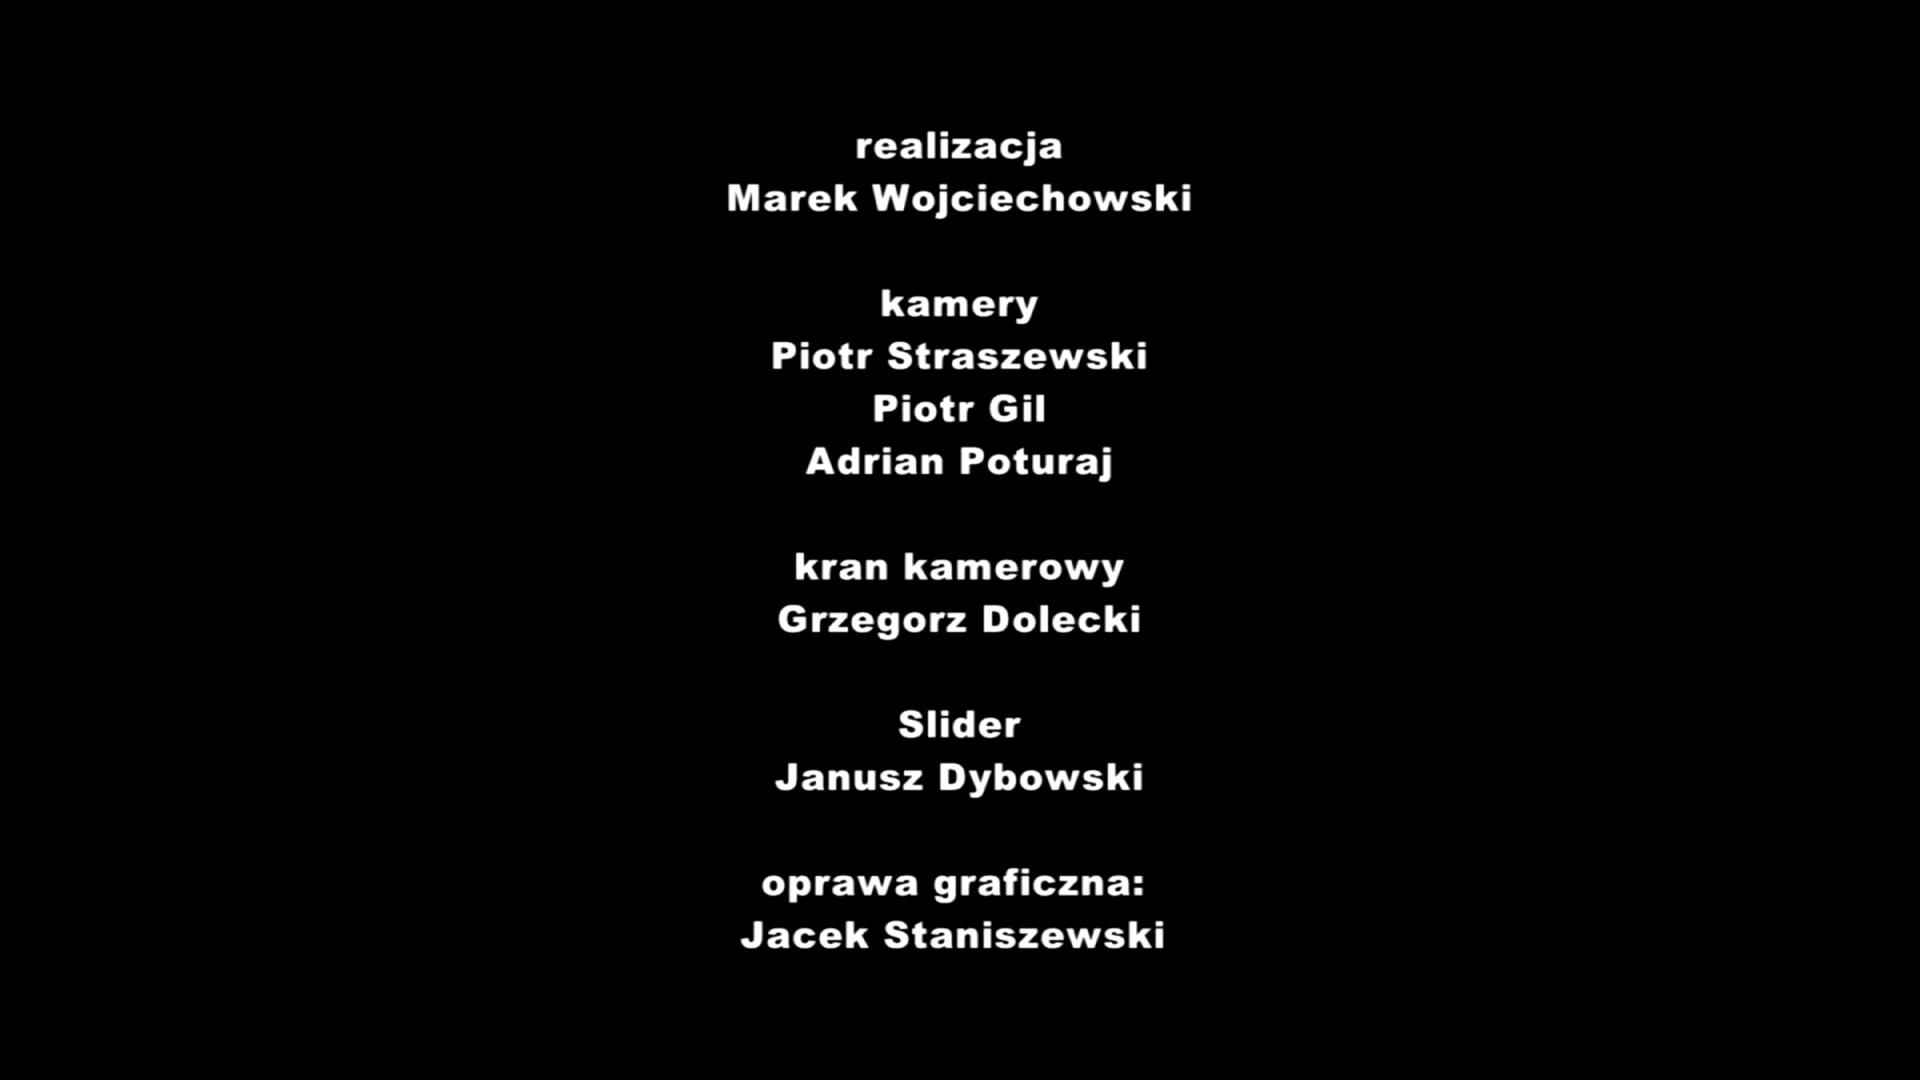 realizacja
Marek Wojciechowski
kamery
Piotr Straszewski
Piotr Gil
Adrian Poturaj
kran kamerowy
Grzegorz Dolecki
Slider
Janusz Dybowski
oprawa graficzna:
Jacek Staniszewski